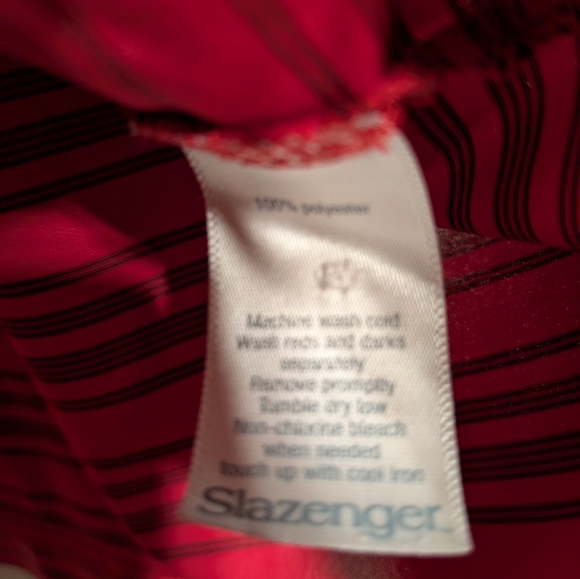 100% polyester
Machine wash cold
Wash reds and darks
separately
Remove promptly
Tumble dry low
Non-chlorine bleach
when needed
touch up with cool iron
Slazenger